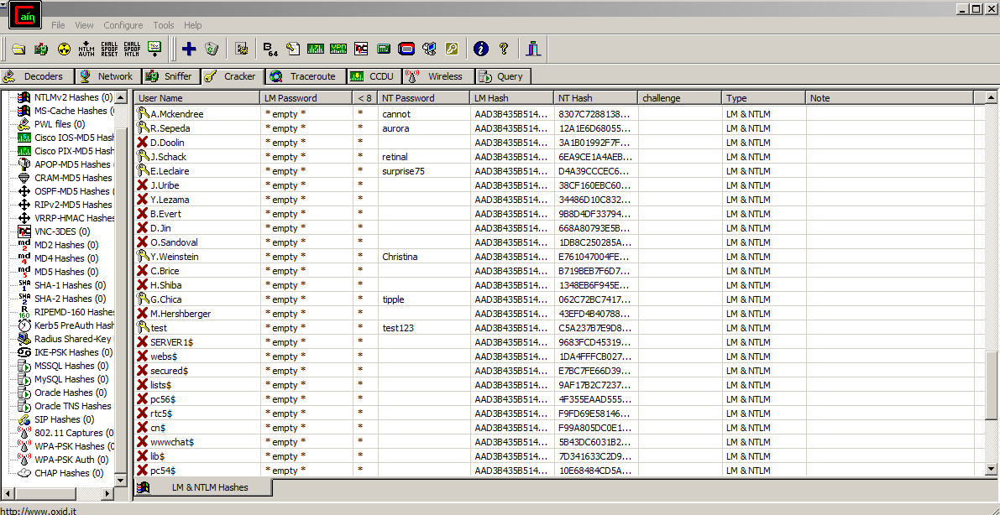 Cain
File View Configure Tools Help
NTLM AUTH CHALL SPOOF RESET CHALL SPOOF NTLM B64
Decoders Network Sniffer Cracker Traceroute CCDU Wireless Query
NTLMv2 Hashes (0)
MS-Cache Hashes (0
PWL files (0)
Cisco IOS-MD5 Hash
Cisco PIX-MD5 Hash
APOP-MD5 Hashes (
CRAM-MD5 Hashes
OSPF-MD5 Hashes (
RIPv2-MD5 Hashes
VRRP-HMAC Hashes
VNC-3DES (0)
MD2 Hashes (0)
MD4 Hashes (0)
MD5 Hashes (0)
SHA-1 Hashes (0)
SHA-2 Hashes (0)
RIPEMD-160 Hashes
Kerb5 PreAuth Hash
Radius Shared-Key
IKE-PSK Hashes (0)
MSSQL Hashes (0)
MySQL Hashes (0)
Oracle Hashes (0)
Oracle TNS Hashes
SIP Hashes (0)
802.11 Captures (0
WPA-PSK Hashes (0
WPA-PSK Auth (0)
CHAP Hashes (0)
User Name LM Password < 8 NT Password LM Hash NT Hash challenge Type Note
A.Mckendree * empty * * cannot AAD3B435B514... 8307C7288138... LM & NTLM
R.Sepeda * empty * * aurora AAD3B435B514... 12A1E6D68055... LM & NTLM
D.Doolin * empty * * AAD3B435B514... 3A1B01992F7F... LM & NTLM
J.Schack * empty * * retinal AAD3B435B514... 6EA9CE1A4AEB... LM & NTLM
E.Leclaire * empty * * surprise75 AAD3B435B514... D4A39CCCEC6... LM & NTLM
J.Uribe * empty * * AAD3B435B514... 38CF160EBC60... LM & NTLM
Y.Lezama * empty * * AAD3B435B514... 34486D10C832... LM & NTLM
B.Evert * empty * * AAD3B435B514... 9B8D4DF33794... LM & NTLM
D.Jin * empty * * AAD3B435B514... 668A80793E5B... LM & NTLM
O.Sandoval * empty * * AAD3B435B514... 1DB8C250285A... LM & NTLM
Y.Weinstein * empty * * Christina AAD3B435B514... E761047004FE... LM & NTLM
C.Brice * empty * * AAD3B435B514... B719BEB7F6D7... LM & NTLM
H.Shiba * empty * * AAD3B435B514... 1348EB6F945E... LM & NTLM
G.Chica * empty * * tipple AAD3B435B514... 062C72BC7417... LM & NTLM
M.Hershberger * empty * * AAD3B435B514... 43EFD4B40788... LM & NTLM
test * empty * * test123 AAD3B435B514... C5A237B7E9D8... LM & NTLM
SERVER1$ * empty * * AAD3B435B514... 9683FCD45319... LM & NTLM
webs$ * empty * * AAD3B435B514... 1DA4FFFCB027... LM & NTLM
secured$ * empty * * AAD3B435B514... E7BC7FE66D39... LM & NTLM
lists$ * empty * * AAD3B435B514... 9AF17B2C7237... LM & NTLM
pc56$ * empty * * AAD3B435B514... 4F355EAAD555... LM & NTLM
rtc5$ * empty * * AAD3B435B514... F9FD69E58146... LM & NTLM
cn$ * empty * * AAD3B435B514... F99A805DC0E1... LM & NTLM
wwwchat$ * empty * * AAD3B435B514... 5B43DC6031B2... LM & NTLM
lib$ * empty * * AAD3B435B514... 7D341633C2D9... LM & NTLM
pc54$ * empty * * AAD3B435B514... 10E68484CD5A... LM & NTLM
LM & NTLM Hashes
http://www.oxid.it